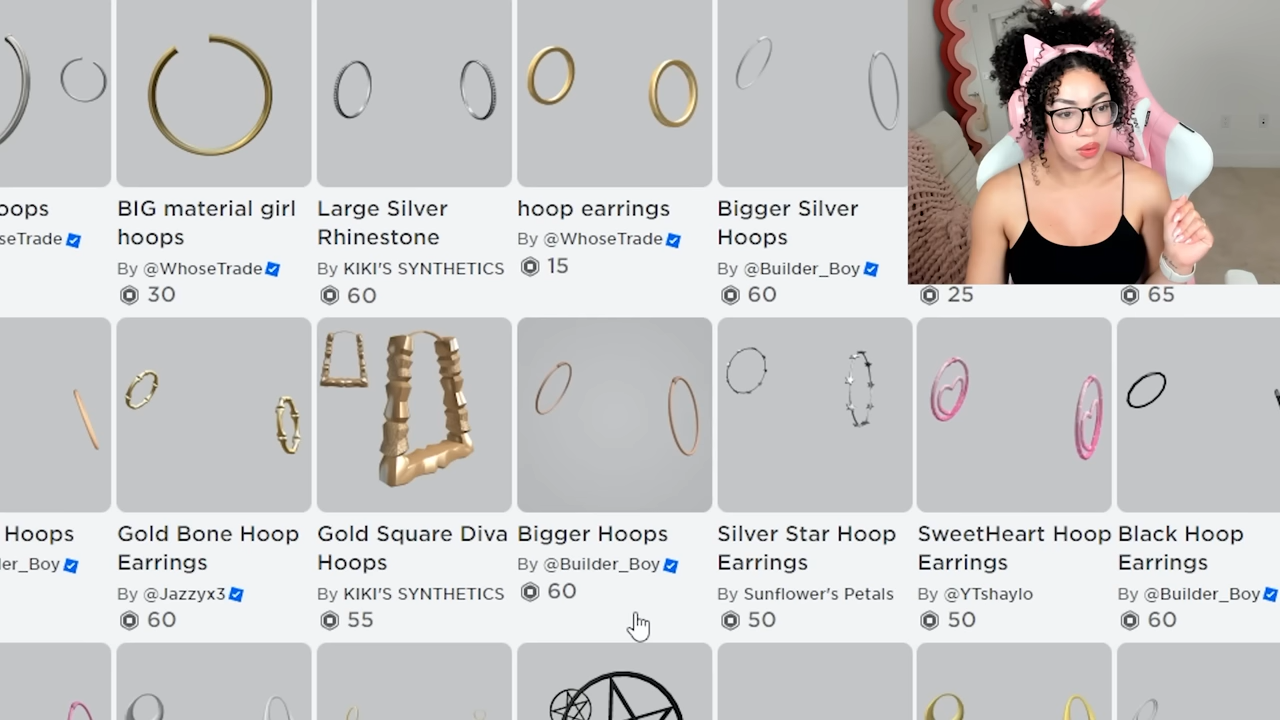 oops
seTrade
BIG material girl
hoops
By @WhoseTrade
30
Large Silver
Rhinestone
By KIKI'S SYNTHETICS
60
hoop earrings
By @WhoseTrade
15
Bigger Silver
Hoops
By @Builder_Boy
60
25
65
Hoops
er_Boy
Gold Bone Hoop
Earrings
By @Jazzyx3
60
Gold Square Diva
Hoops
By KIKI'S SYNTHETICS
55
Bigger Hoops
By @Builder_Boy
60
Silver Star Hoop
Earrings
By Sunflower's Petals
50
SweetHeart Hoop
Earrings
By @YTshaylo
50
Black Hoop
Earrings
By @Builder_Boy
60